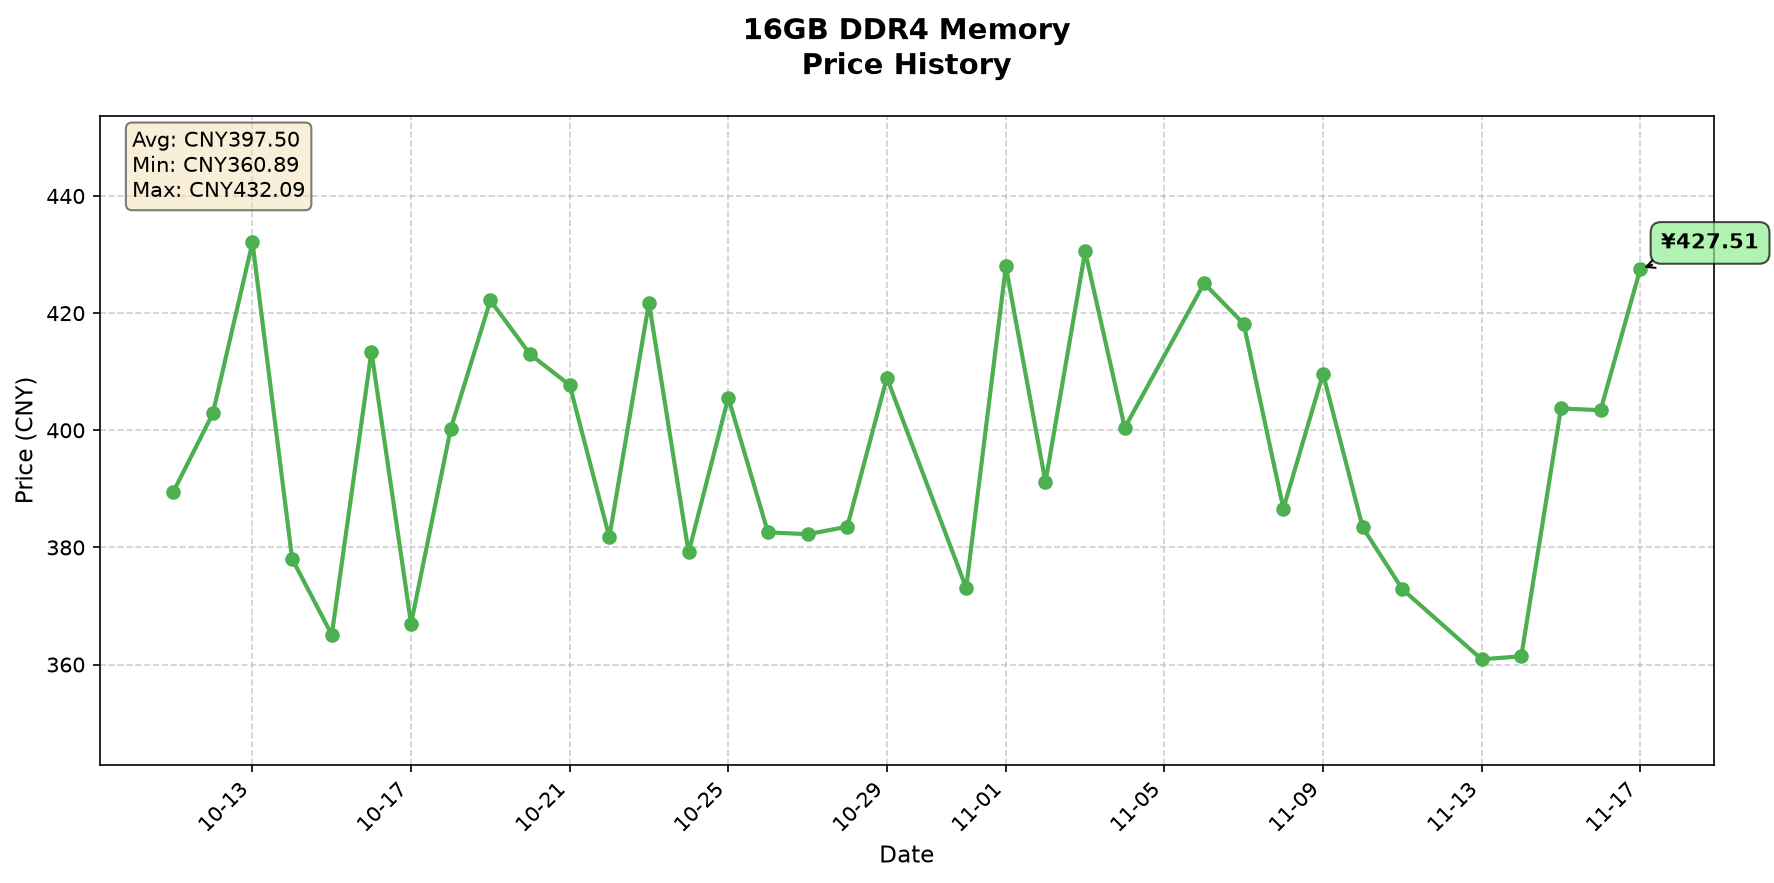 16GB DDR4 Memory
Price History
Avg: CNY397.50
Min: CNY360.89
Max: CNY432.09
¥427.51
440
420
400
380
360
Price (CNY)
10-13
10-17
10-21
10-25
10-29
11-01
11-05
11-09
11-13
11-17
Date